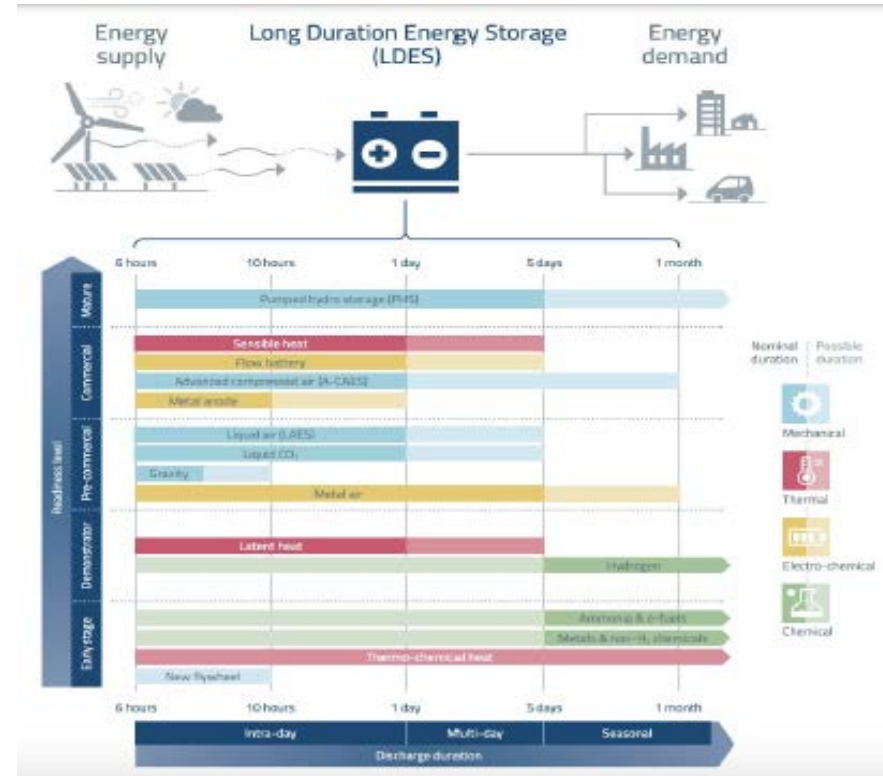 Energy
supply
Long Duration Energy Storage
(LDES)
Energy
demand
6 hours
10 hours
1 day
5 days
1 month
Readiness level
Mature
Pumped hydro storage (PHS)
Commercial
Sensible heat
Flow battery
Advanced compressed air (A-CAES)
Metal anode
Pre-commercial
Liquid air (LAES)
Liquid CO₂
Gravity
Metal air
Demonstrator
Latent heat
Hydrogen
Early stage
Ammonia & e-fuels
Metals & non-H₂ chemicals
Thermo-chemical heat
New flywheel
6 hours
10 hours
1 day
5 days
1 month
Intra-day
Multi-day
Seasonal
Discharge duration
Nominal
duration
Possible
duration
Mechanical
Thermal
Electro-chemical
Chemical